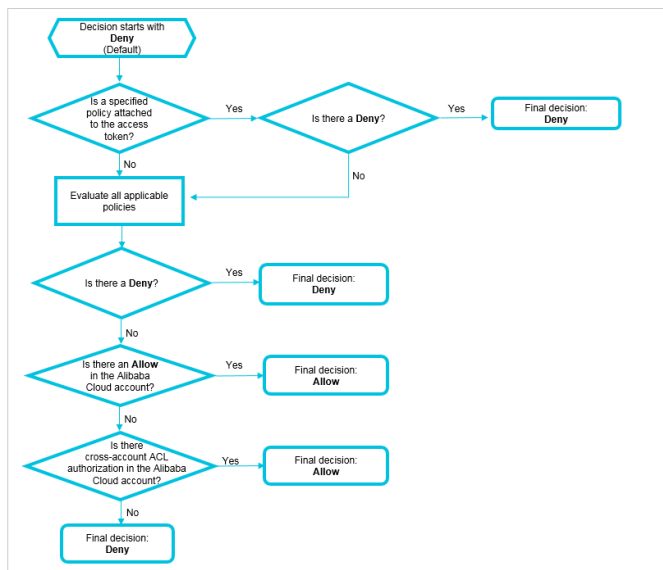 Decision starts with
Deny
(Default)
Is a specified
policy attached
to the access
token?
Yes
Is there a Deny?
Yes
Final decision:
Deny
No
No
Evaluate all applicable
policies
Is there a Deny?
Yes
Final decision:
Deny
No
Is there an Allow
in the Alibaba
Cloud account?
Yes
Final decision:
Allow
No
Is there
cross-account ACL
authorization in the Alibaba
Cloud account?
Yes
Final decision:
Allow
No
Final decision:
Deny